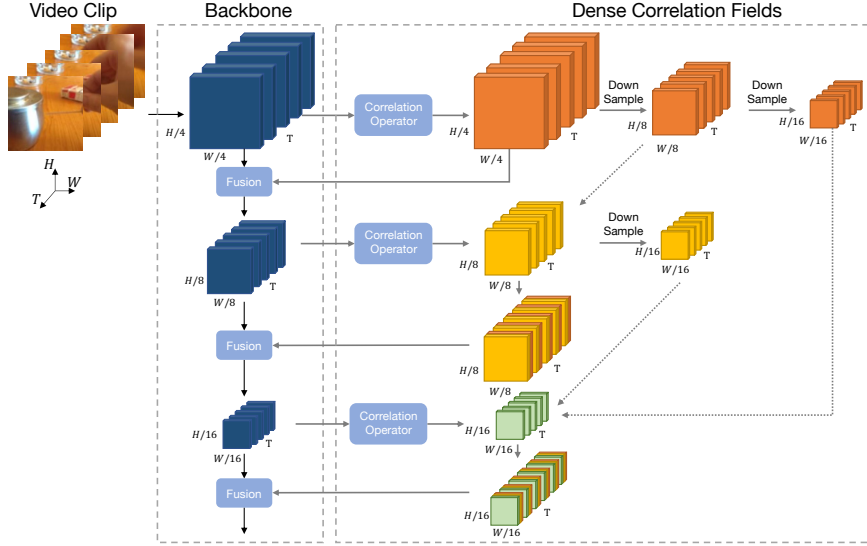 Video Clip
Backbone
Dense Correlation Fields
H/4
W/4
T
Correlation
Operator
H/4
W/4
T
Down
Sample
H/8
W/8
T
Down
Sample
H/16
W/16
T
H
W
T
Fusion
H/8
W/8
T
Correlation
Operator
H/8
W/8
T
Down
Sample
H/16
W/16
T
Fusion
H/8
W/8
T
H/16
W/16
T
Correlation
Operator
H/16
W/16
T
Fusion
H/16
W/16
T